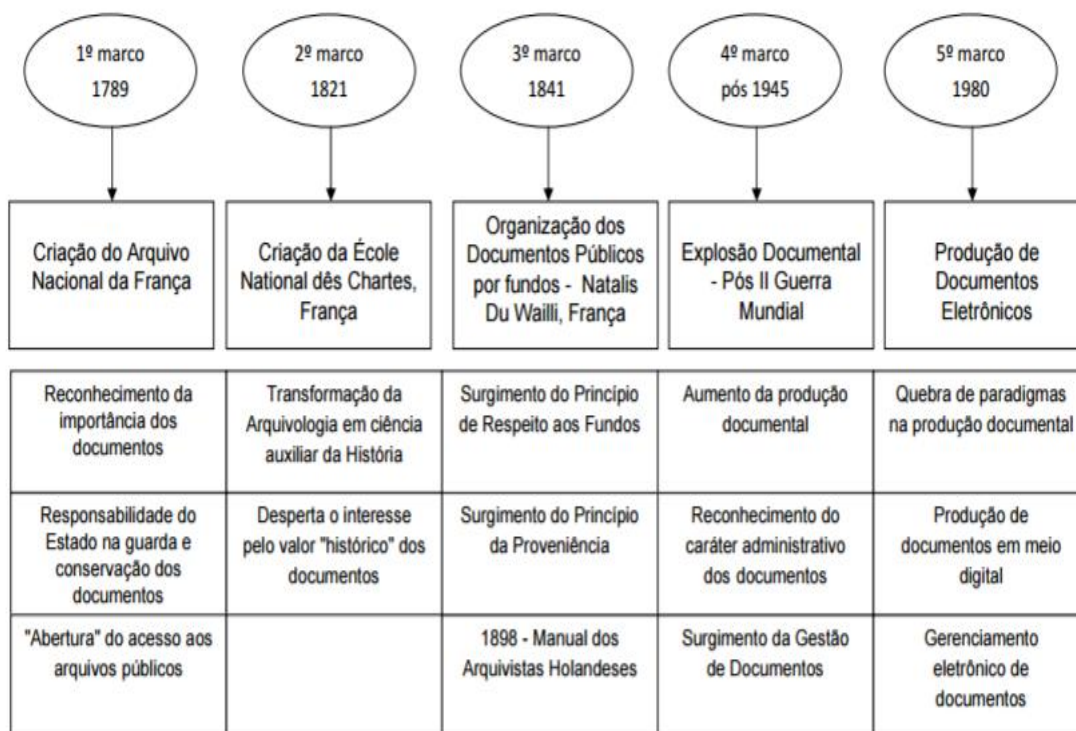 1º marco
1789
2º marco
1821
3º marco
1841
4º marco
pós 1945
5º marco
1980
Criação do Arquivo
Nacional da França
Criação da École
National dês Chartes,
França
Organização dos
Documentos Públicos
por fundos - Natalis
Du Wailli, França
Explosão Documental
- Pós II Guerra
Mundial
Produção de
Documentos
Eletrônicos
Reconhecimento da
importância dos
documentos
Transformação da
Arquivologia em ciência
auxiliar da História
Surgimento do Princípio
de Respeito aos Fundos
Aumento da produção
documental
Quebra de paradigmas
na produção documental
Responsabilidade do
Estado na guarda e
conservação dos
documentos
Desperta o interesse
pelo valor "histórico" dos
documentos
Surgimento do Princípio
da Proveniência
Reconhecimento do
caráter administrativo
dos documentos
Produção de
documentos em meio
digital
"Abertura" do acesso aos
arquivos públicos
1898 - Manual dos
Arquivistas Holandeses
Surgimento da Gestão
de Documentos
Gerenciamento
eletrônico de
documentos